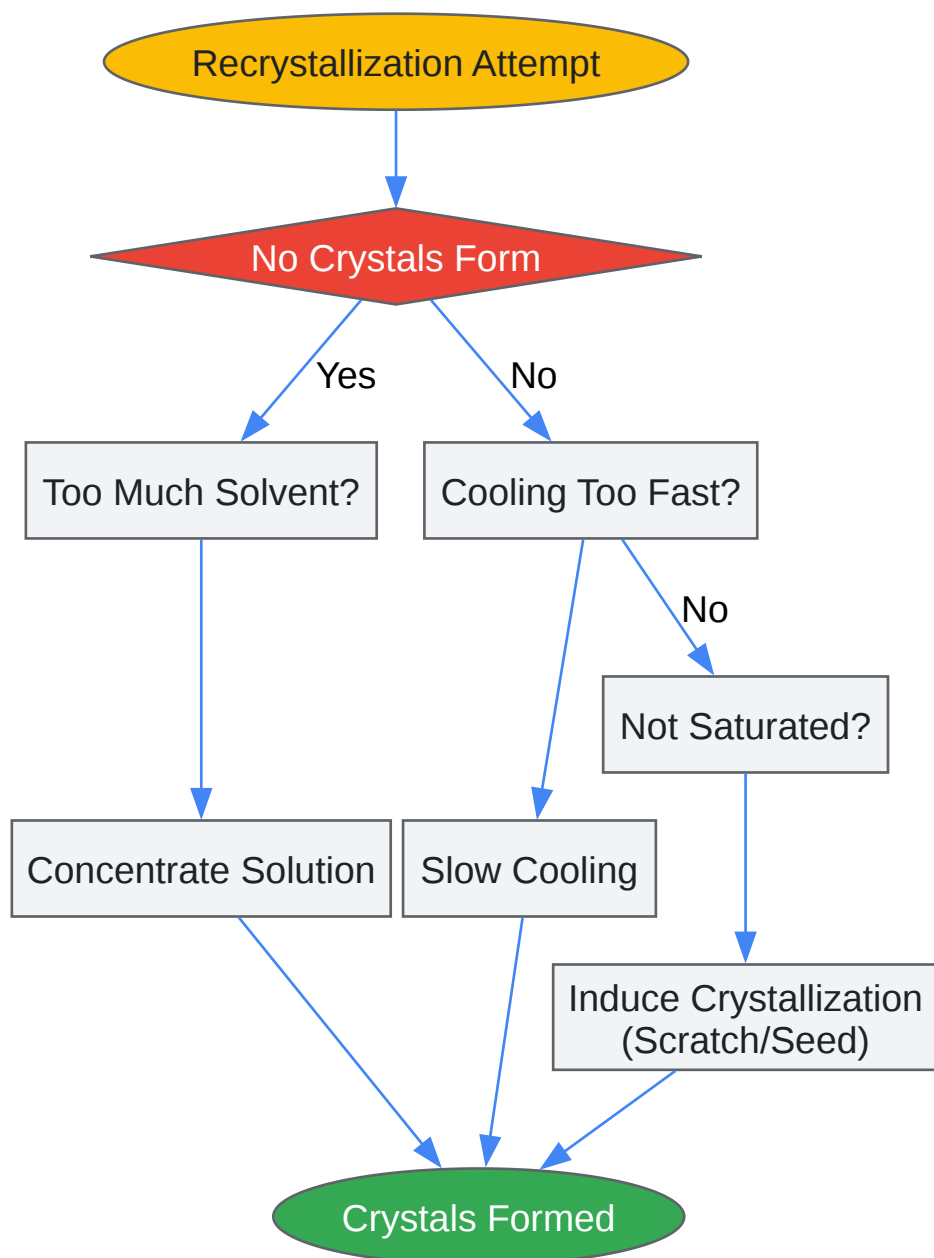 Recrystallization Attempt
No Crystals Form
Yes
No
Too Much Solvent?
Cooling Too Fast?
No
Not Saturated?
Concentrate Solution
Slow Cooling
Induce Crystallization
(Scratch/Seed)
Crystals Formed